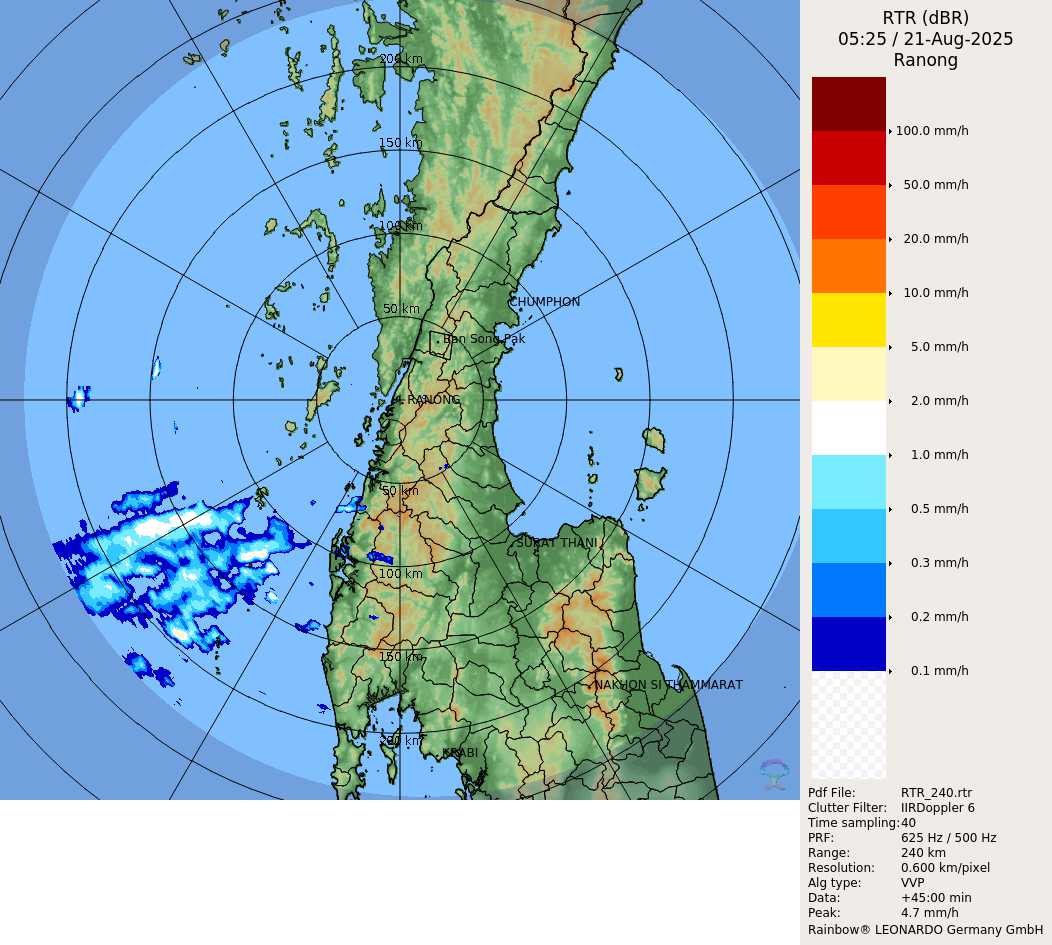 RTR (dBR)
05:25 / 21-Aug-2025
Ranong
200 km
150 km
100 km
50 km
CHUMPHON
Ban Song Pak
RANONG
50 km
SURAT THANI
100 km
150 km
NAKHON SI THAMMARAT
200 km
KRABI
100.0 mm/h
50.0 mm/h
20.0 mm/h
10.0 mm/h
5.0 mm/h
2.0 mm/h
1.0 mm/h
0.5 mm/h
0.3 mm/h
0.2 mm/h
0.1 mm/h
Pdf File: RTR_240.rtr
Clutter Filter: IIRDoppler 6
Time sampling: 40
PRF: 625 Hz / 500 Hz
Range: 240 km
Resolution: 0.600 km/pixel
Alg type: VVP
Data: +45:00 min
Peak: 4.7 mm/h
Rainbow® LEONARDO Germany GmbH